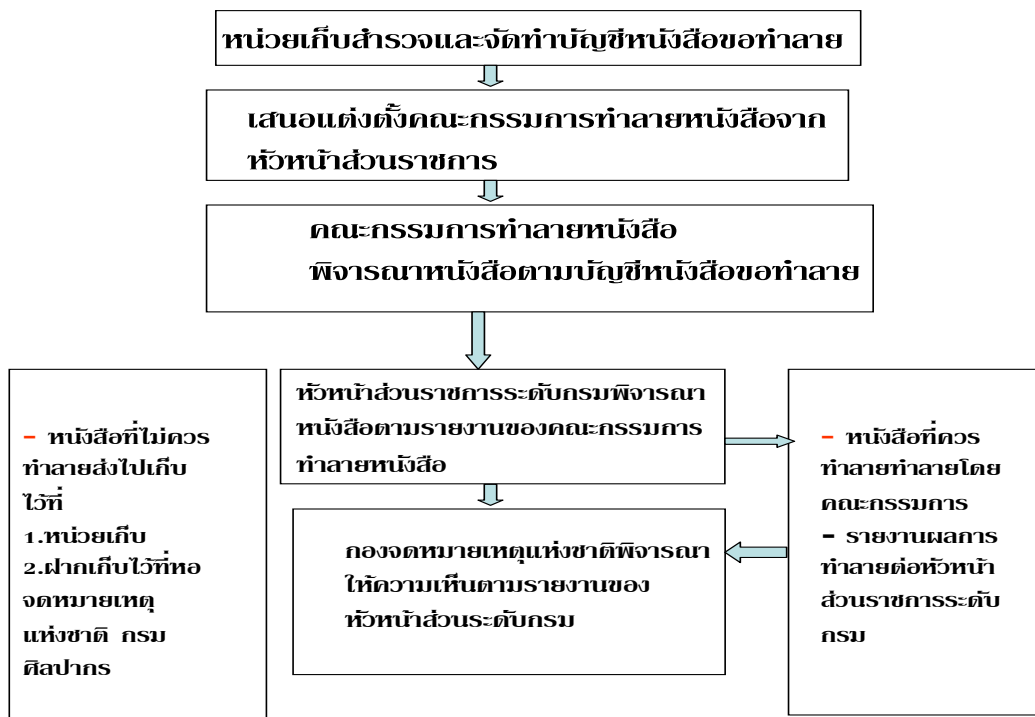 หน่วยเก็บสำรวจและจัดทำบัญชีหนังสือขอทำลาย
เสนอแต่งตั้งคณะกรรมการทำลายหนังสือจาก
หัวหน้าส่วนราชการ
คณะกรรมการทำลายหนังสือ
พิจารณาหนังสือตามบัญชีหนังสือขอทำลาย
- หนังสือที่ไม่ควร
ทำลายส่งไปเก็บ
ไว้ที่
1.หน่วยเก็บ
2.ฝากเก็บไว้ที่หอ
จดหมายเหตุ
แห่งชาติ กรม
ศิลปากร
หัวหน้าส่วนราชการระดับกรมพิจารณา
หนังสือตามรายงานของคณะกรรมการ
ทำลายหนังสือ
กองจดหมายเหตุแห่งชาติพิจารณา
ให้ความเห็นตามรายงานของ
หัวหน้าส่วนระดับกรม
- หนังสือที่ควร
ทำลายทำลายโดย
คณะกรรมการ
- รายงานผลการ
ทำลายต่อหัวหน้า
ส่วนราชการระดับ
กรม